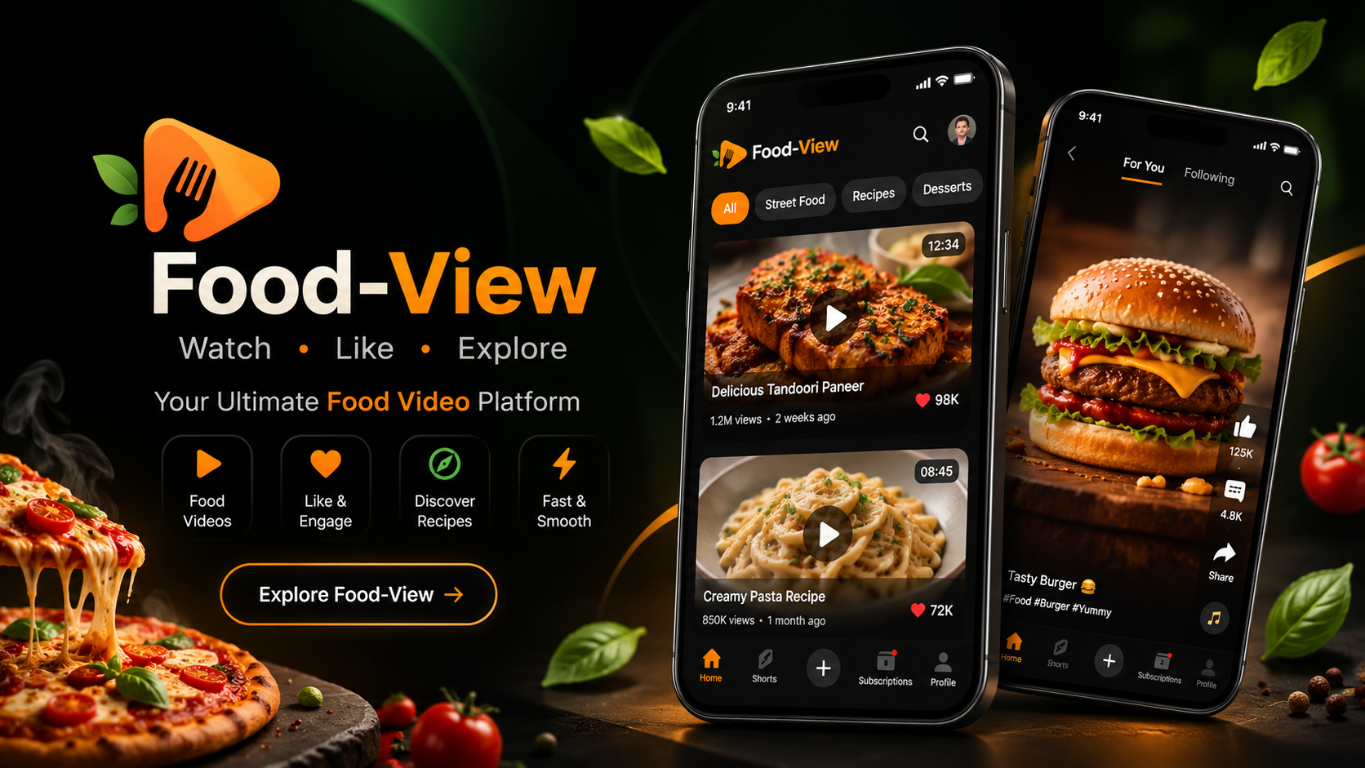 Food-View
Watch • Like • Explore
Your Ultimate Food Video Platform
Food
Videos
Like &
Engage
Discover
Recipes
Fast &
Smooth
Explore Food-View →
9:41
Food-View
All
Street Food
Recipes
Desserts
12:34
Delicious Tandoori Paneer
98K
1.2M views • 2 weeks ago
08:45
Creamy Pasta Recipe
72K
850K views • 1 month ago
Home
Shorts
Subscriptions
Profile
9:41
For You
Following
125K
4.8K
Share
Tasty Burger 🍔
#Food #Burger #Yummy
Home
Shorts
Subscriptions
Profile